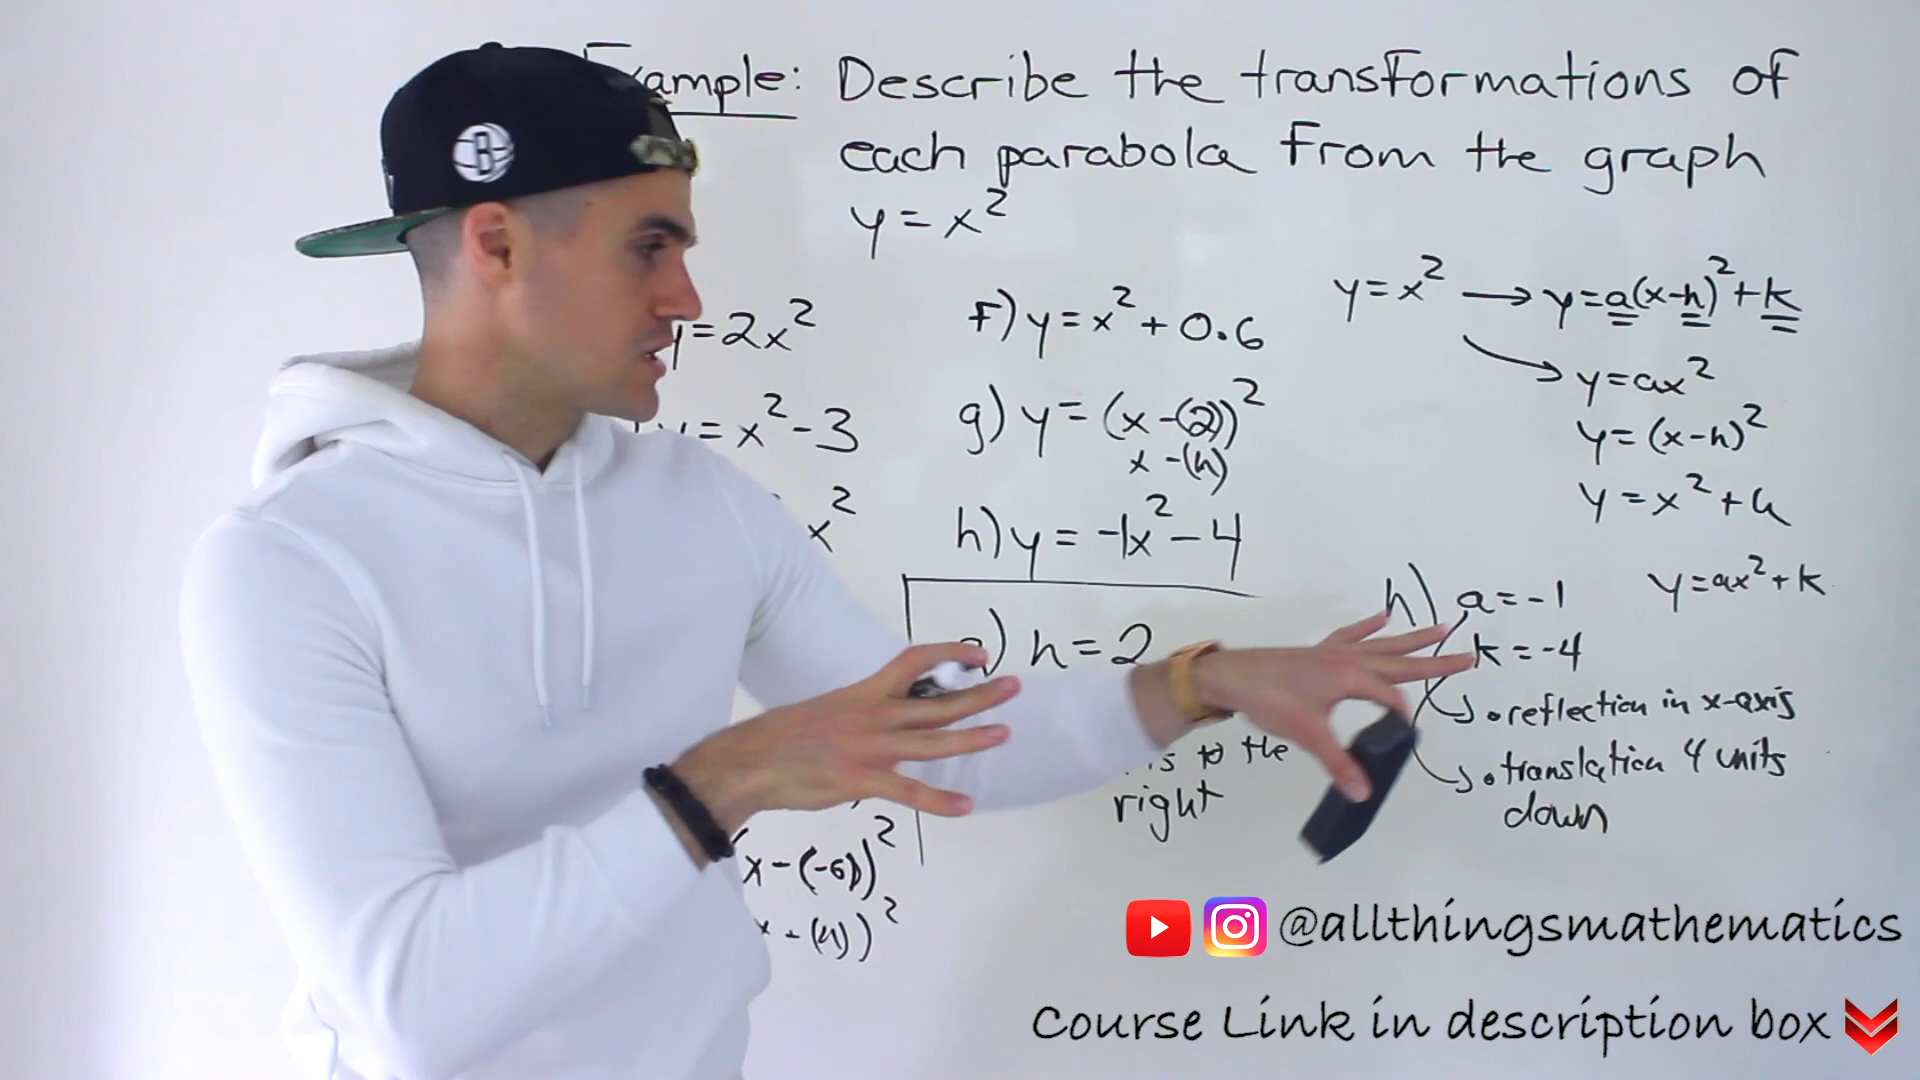 Example: Describe the transformations of
each parabola from the graph
y = x²
y = 2x²
y = x² - 3
x²
f) y = x² + 0.6
g) y = (x - (2))²
x - (h)
h) y = -1x² - 4
h = 2
to the
right
x - (-6))²
(h))²
y = x² → y = a(x-h)² + k
→ y = ax²
y = (x-h)²
y = x² + k
y = ax² + k
h) a = -1
k = -4
• reflection in x-axis
• translation 4 units
down
B
@allthingsmathematics
Course Link in description box